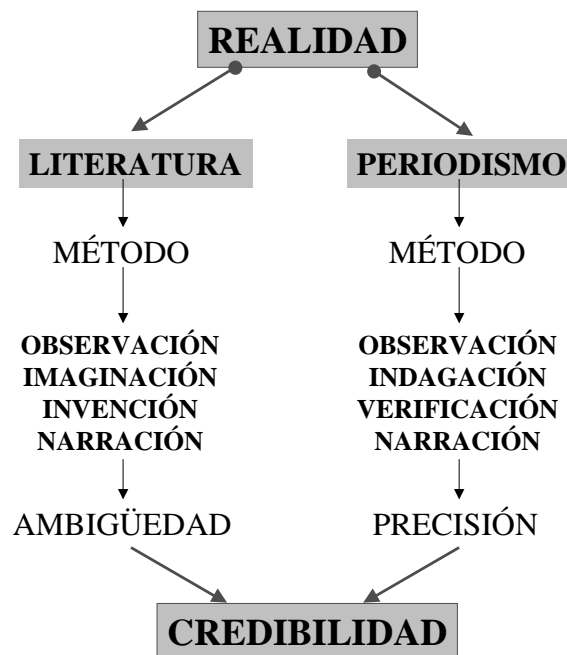 REALIDAD
LITERATURA
PERIODISMO
MÉTODO
MÉTODO
OBSERVACIÓN
IMAGINACIÓN
INVENCIÓN
NARRACIÓN
OBSERVACIÓN
INDAGACIÓN
VERIFICACIÓN
NARRACIÓN
AMBIGÜEDAD
PRECISIÓN
CREDIBILIDAD